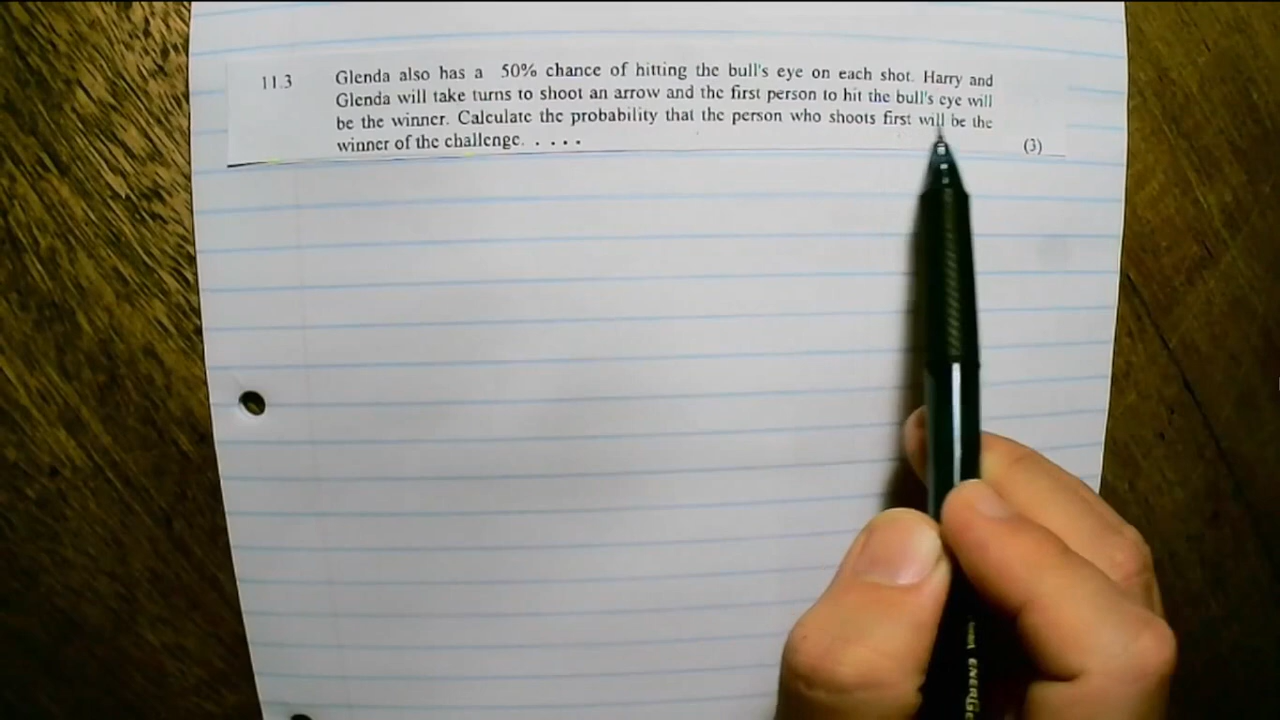 11.3 Glenda also has a 50% chance of hitting the bull's eye on each shot. Harry and
Glenda will take turns to shoot an arrow and the first person to hit the bull's eye will
be the winner. Calculate the probability that the person who shoots first will be the
winner of the challenge. . . . .
(3)